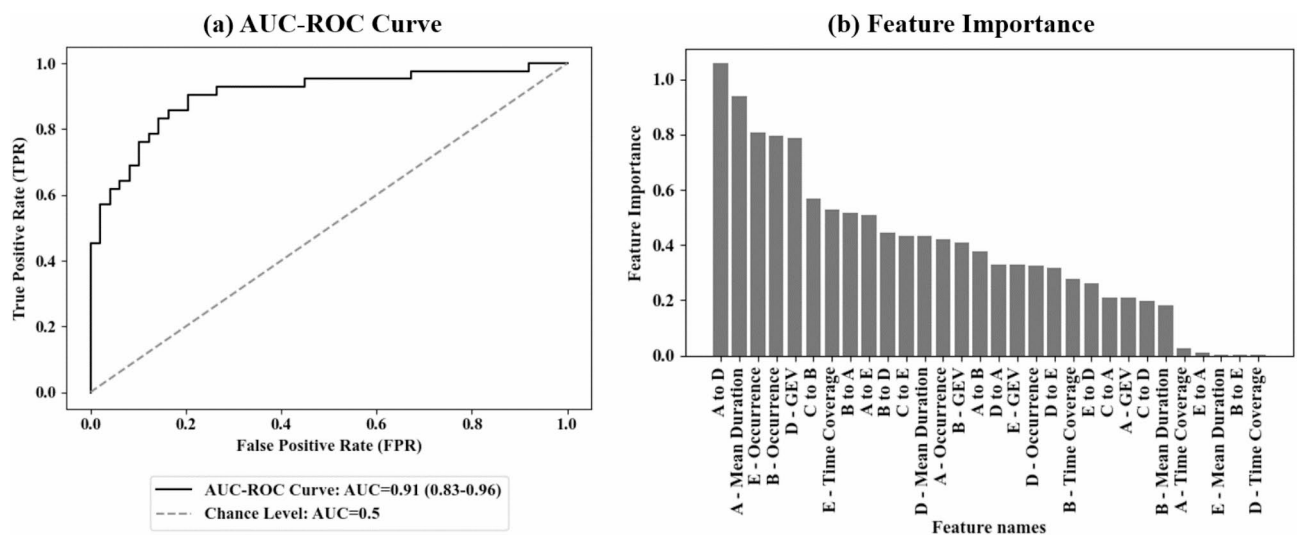 (a) AUC-ROC Curve
1.0
0.8
0.6
0.4
0.2
0.0
True Positive Rate (TPR)
0.0 0.2 0.4 0.6 0.8 1.0
False Positive Rate (FPR)
AUC-ROC Curve: AUC=0.91 (0.83-0.96)
Chance Level: AUC=0.5
(b) Feature Importance
1.0
0.8
0.6
0.4
0.2
0.0
Feature Importance
A to D
A - Mean Duration
E - Occurrence
B - Occurrence
D - GEV
C to B
E - Time Coverage
B to A
A to E
B to D
C to E
D - Mean Duration
A - Occurrence
B - GEV
A to B
D to A
E - GEV
D - Occurrence
D to E
B - Time Coverage
E to D
C to A
A - GEV
C to D
B - Mean Duration
A - Time Coverage
E to A
E - Mean Duration
B to E
D - Time Coverage
Feature names